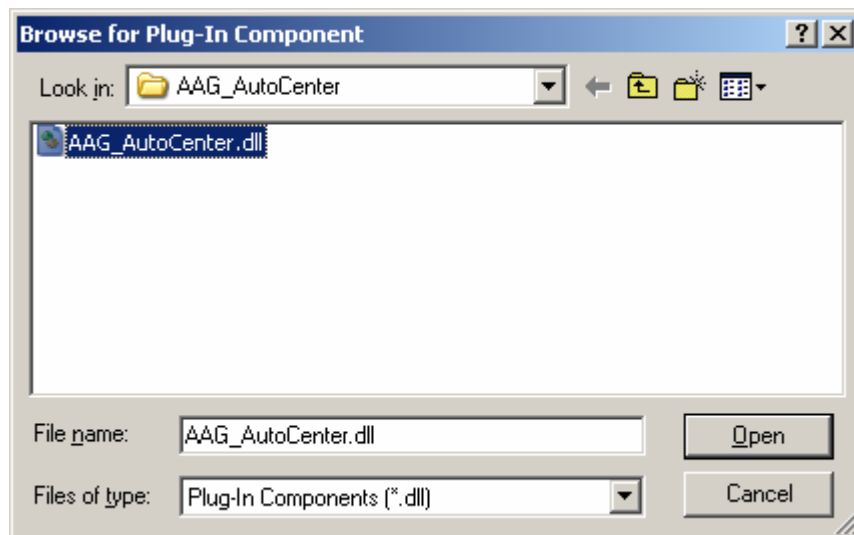 Browse for Plug-In Component
Look in: AAG_AutoCenter
AAG_AutoCenter.dll
File name: AAG_AutoCenter.dll Open
Files of type: Plug-In Components (*.dll) Cancel